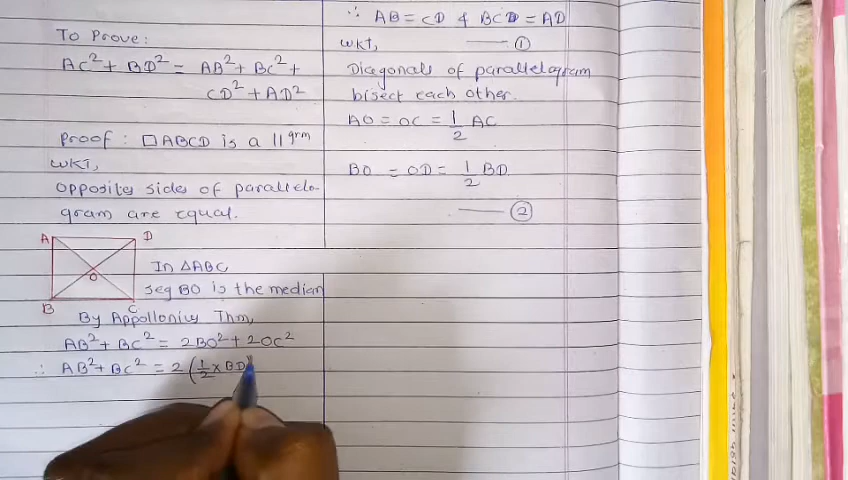 To Prove:
AC² + BD² = AB² + BC² +
CD² + AD²
Proof : □ABCD is a 11grm
WKT,
opposite sides of parallelo-
gram are equal.
∴ AB = CD & BCD = AD
WKT, —— ①
Diagonals of parallelogram
bisect each other.
AO = OC = 1/2 AC
BO = OD = 1/2 BD
—— ②
A D
O
B C
In △ABC
seg BO is the median
By Appollonius Thm,
AB² + BC² = 2BO² + 2OC²
∴ AB² + BC² = 2 (1/2 × BD)